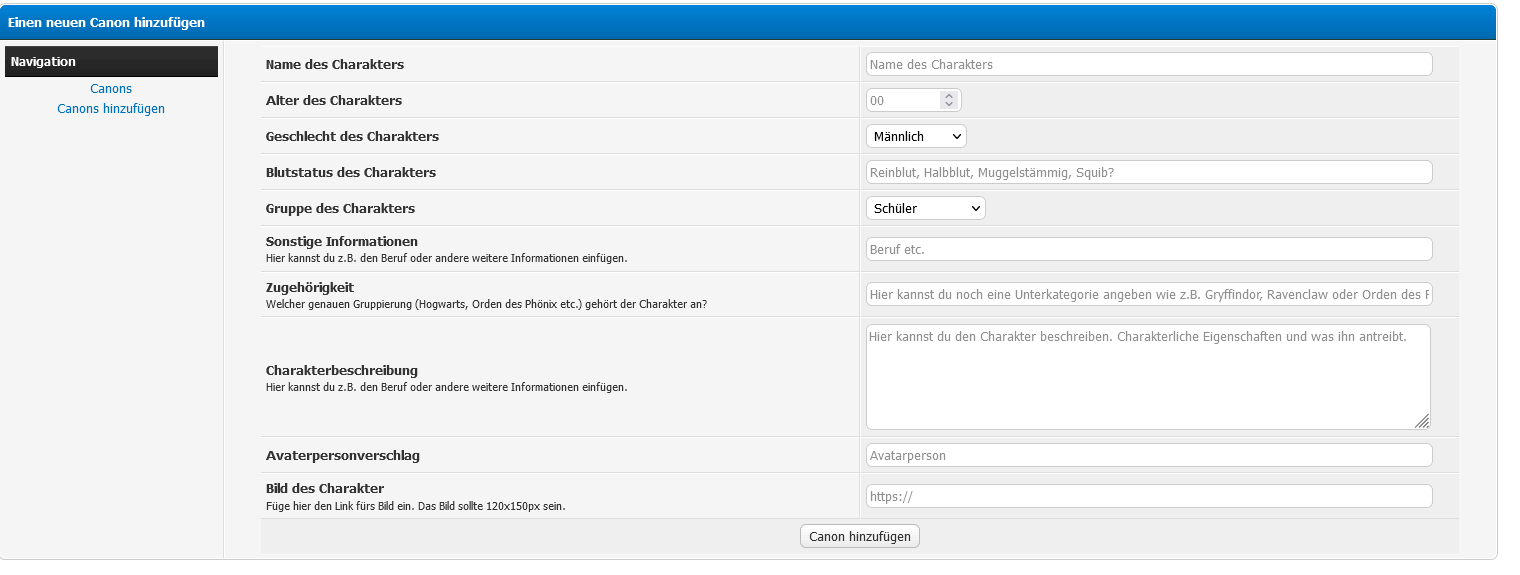 Einen neuen Canon hinzufügen
Navigation
Canons
Canons hinzufügen
Name des Charakters
Name des Charakters
Alter des Charakters
00
Geschlecht des Charakters
Männlich
Blutstatus des Charakters
Reinblut, Halbblut, Muggelstämmig, Squib?
Gruppe des Charakters
Schüler
Sonstige Informationen
Hier kannst du z.B. den Beruf oder andere weitere Informationen einfügen.
Beruf etc.
Zugehörigkeit
Welcher genauen Gruppierung (Hogwarts, Orden des Phönix etc.) gehört der Charakter an?
Hier kannst du noch eine Unterkategorie angeben wie z.B. Gryffindor, Ravenclaw oder Orden des
Charakterbeschreibung
Hier kannst du z.B. den Beruf oder andere weitere Informationen einfügen.
Hier kannst du den Charakter beschreiben. Charakterliche Eigenschaften und was ihn antreibt.
Avaterpersonverschlag
Avatarperson
Bild des Charakter
Füge hier den Link fürs Bild ein. Das Bild sollte 120x150px sein.
https://
Canon hinzufügen